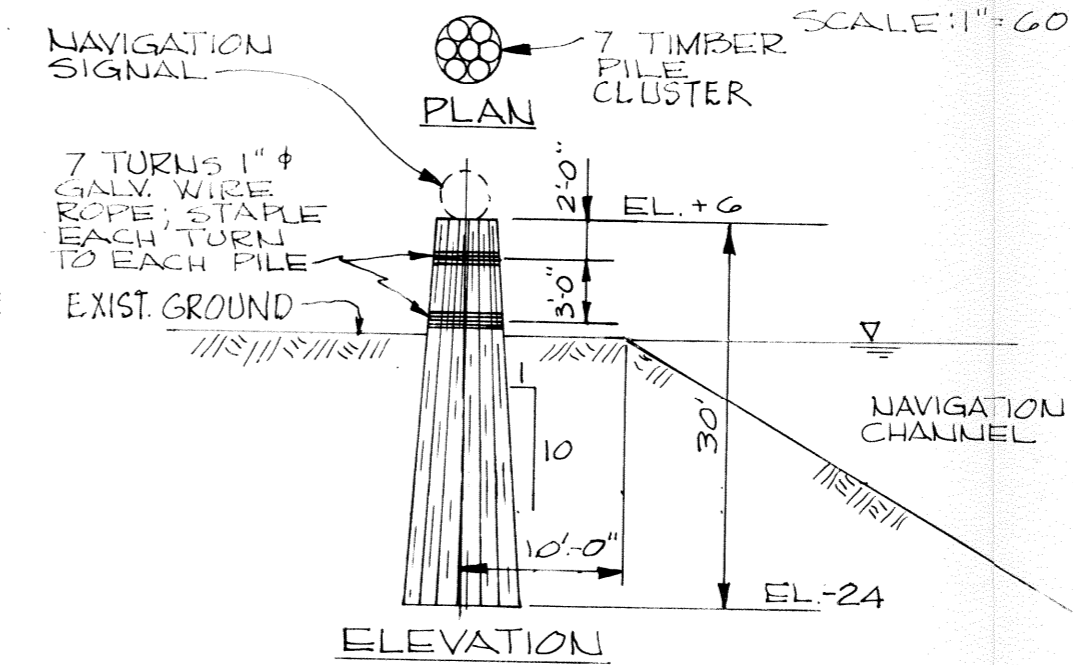 SCALE: 1" = 60
NAVIGATION
SIGNAL
7 TIMBER
PILE
CLUSTER
PLAN
7 TURNS 1" φ
GALV. WIRE
ROPE; STAPLE
EACH TURN
TO EACH PILE
2'-0"
EL. +6
3'-0"
EXIST. GROUND
1
10
30'
NAVIGATION
CHANNEL
10'-0"
EL.-24
ELEVATION